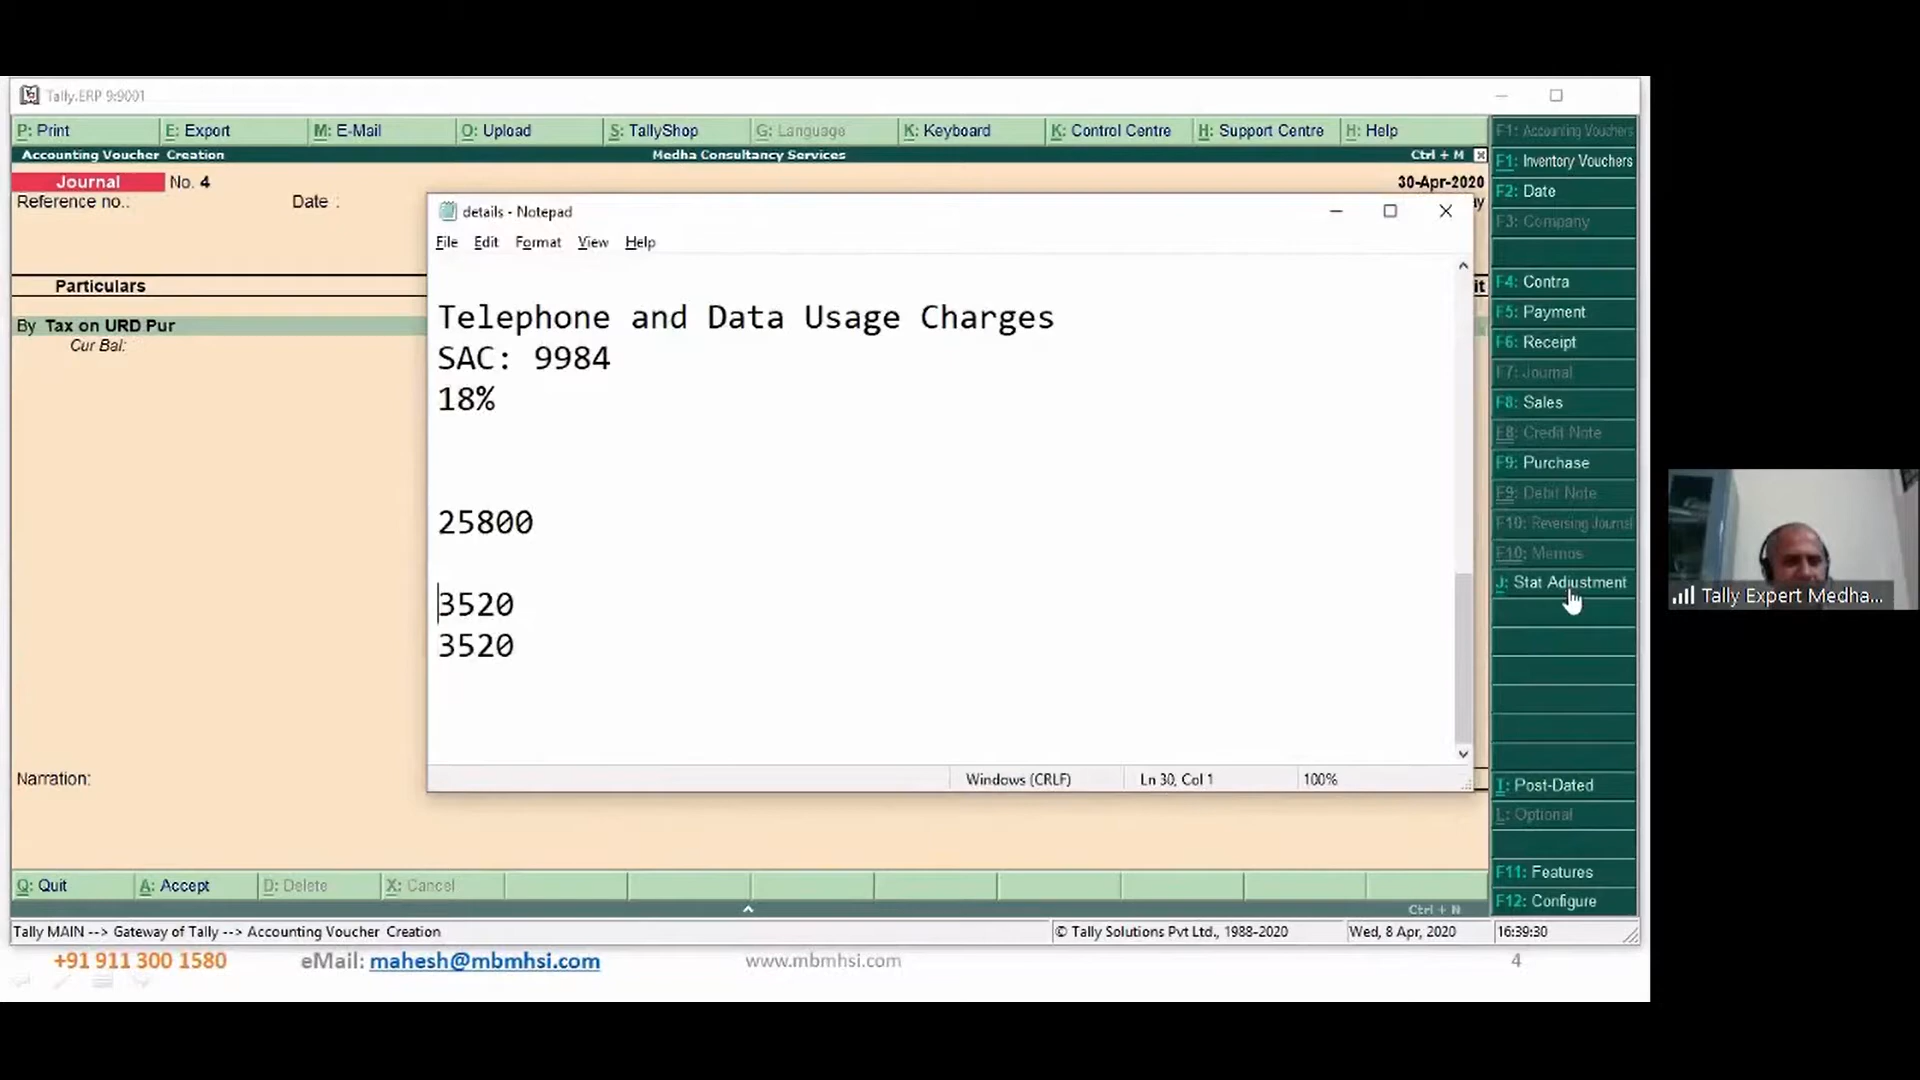 Tally.ERP 9:9001
P: Print E: Export M: E-Mail O: Upload S: TallyShop G: Language K: Keyboard K: Control Centre H: Support Centre H: Help
Accounting Voucher Creation Medha Consultancy Services Ctrl + M
Journal No. 4 30-Apr-2020
Reference no.: Date :
Particulars
By Tax on URD Pur
Cur Bal:
Narration:
details - Notepad
File Edit Format View Help
Telephone and Data Usage Charges
SAC: 9984
18%
25800
3520
3520
Windows (CRLF) Ln 30, Col 1 100%
F1: Accounting Vouchers
F1: Inventory Vouchers
F2: Date
F3: Company
F4: Contra
F5: Payment
F6: Receipt
F7: Journal
F8: Sales
F8: Credit Note
F9: Purchase
F9: Debit Note
F10: Reversing Journal
F10: Memos
J: Stat Adjustment
T: Post-Dated
L: Optional
F11: Features
F12: Configure
Q: Quit A: Accept D: Delete X: Cancel
Ctrl + N
Tally MAIN --> Gateway of Tally --> Accounting Voucher Creation © Tally Solutions Pvt Ltd., 1988-2020 Wed, 8 Apr, 2020 16:39:30
+91 911 300 1580 eMail: mahesh@mbmhsi.com www.mbmhsi.com 4
Tally Expert Medha...